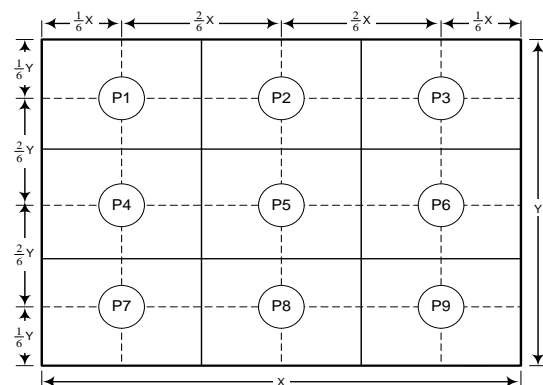 1/6 X 2/6 X 2/6 X 1/6 X
1/6 Y
P1 P2 P3
2/6 Y
P4 P5 P6
Y
2/6 Y
P7 P8 P9
1/6 Y
X